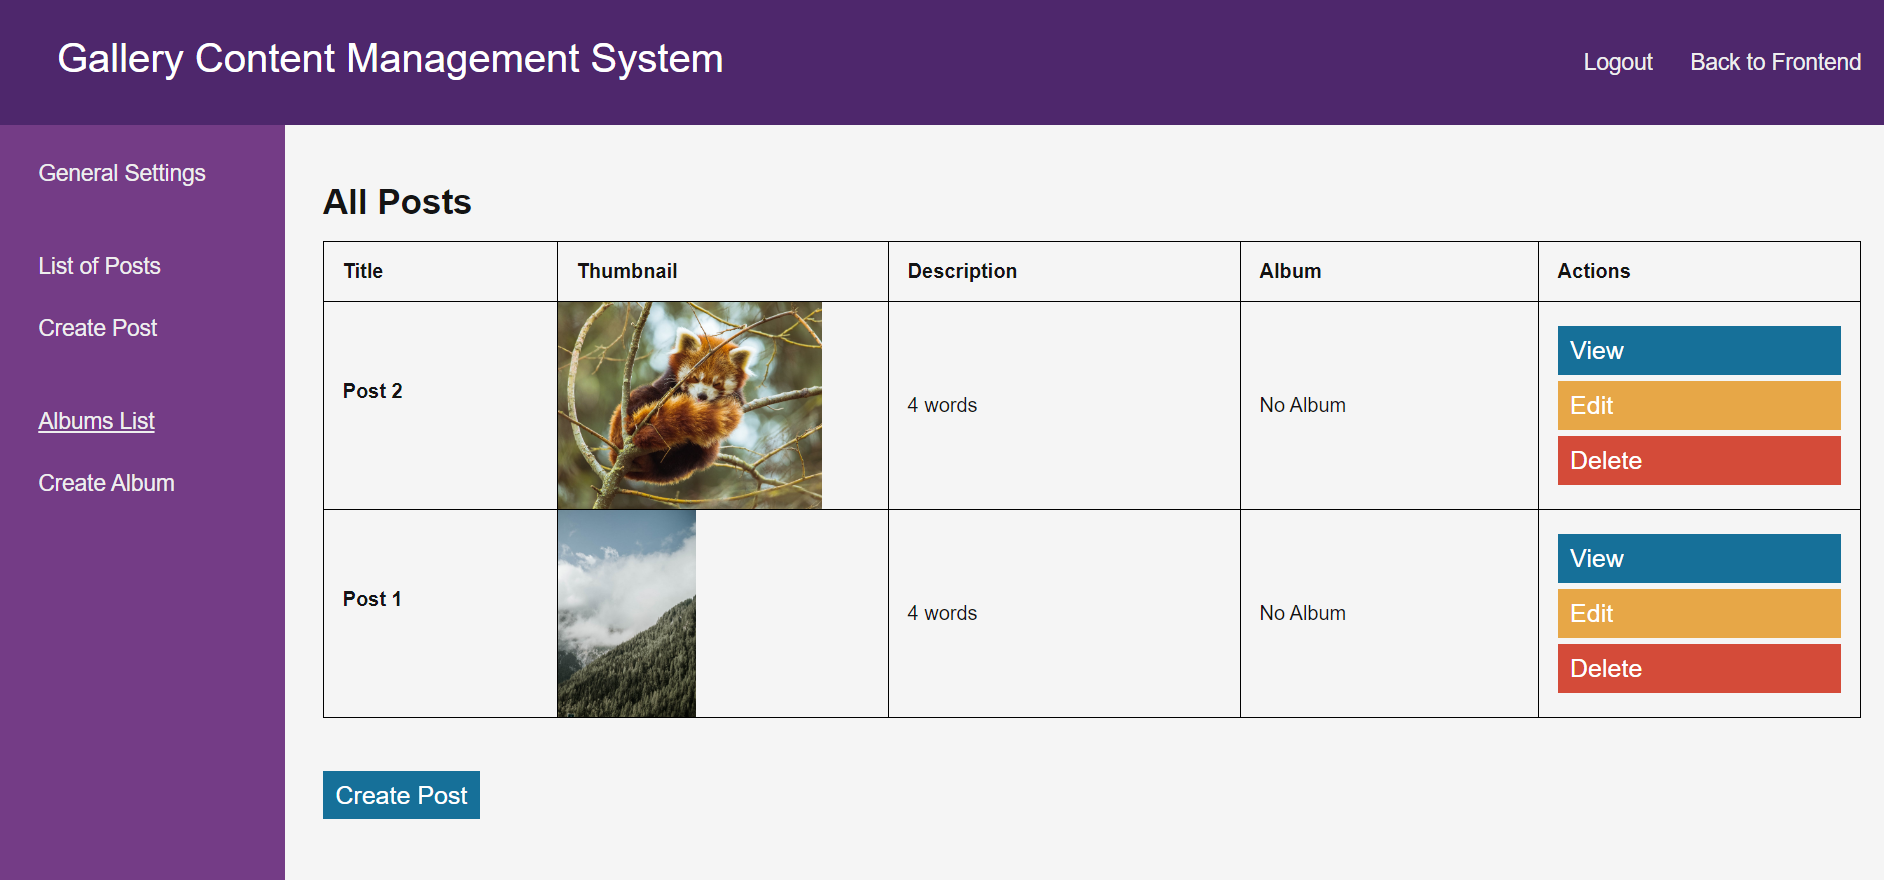 Gallery Content Management System
Logout Back to Frontend
General Settings
List of Posts
Create Post
Albums List
Create Album
All Posts
Title Thumbnail Description Album Actions
Post 2 4 words No Album
View
Edit
Delete
Post 1 4 words No Album
View
Edit
Delete
Create Post